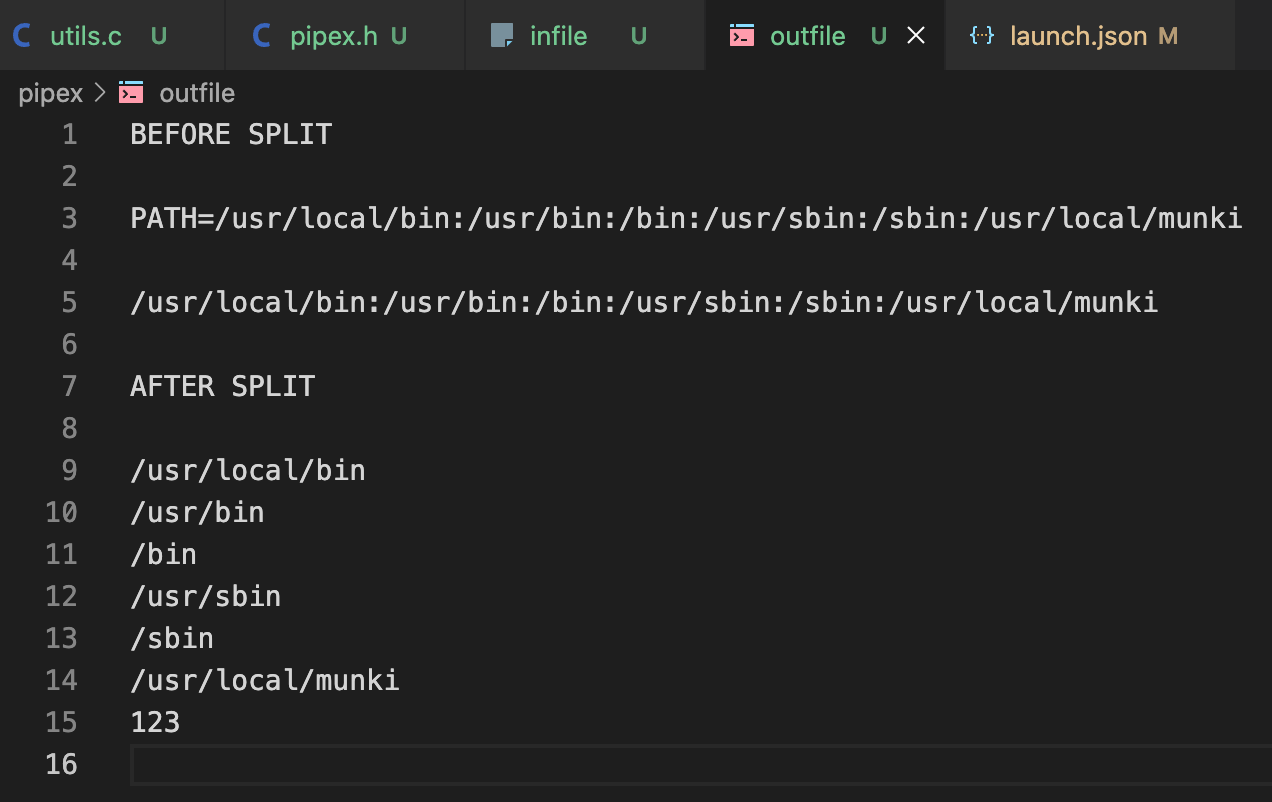 utils.c U pipex.h U infile U outfile U launch.json M
pipex > outfile
1 BEFORE SPLIT
2
3 PATH=/usr/local/bin:/usr/bin:/bin:/usr/sbin:/sbin:/usr/local/munki
4
5 /usr/local/bin:/usr/bin:/bin:/usr/sbin:/sbin:/usr/local/munki
6
7 AFTER SPLIT
8
9 /usr/local/bin
10 /usr/bin
11 /bin
12 /usr/sbin
13 /sbin
14 /usr/local/munki
15 123
16